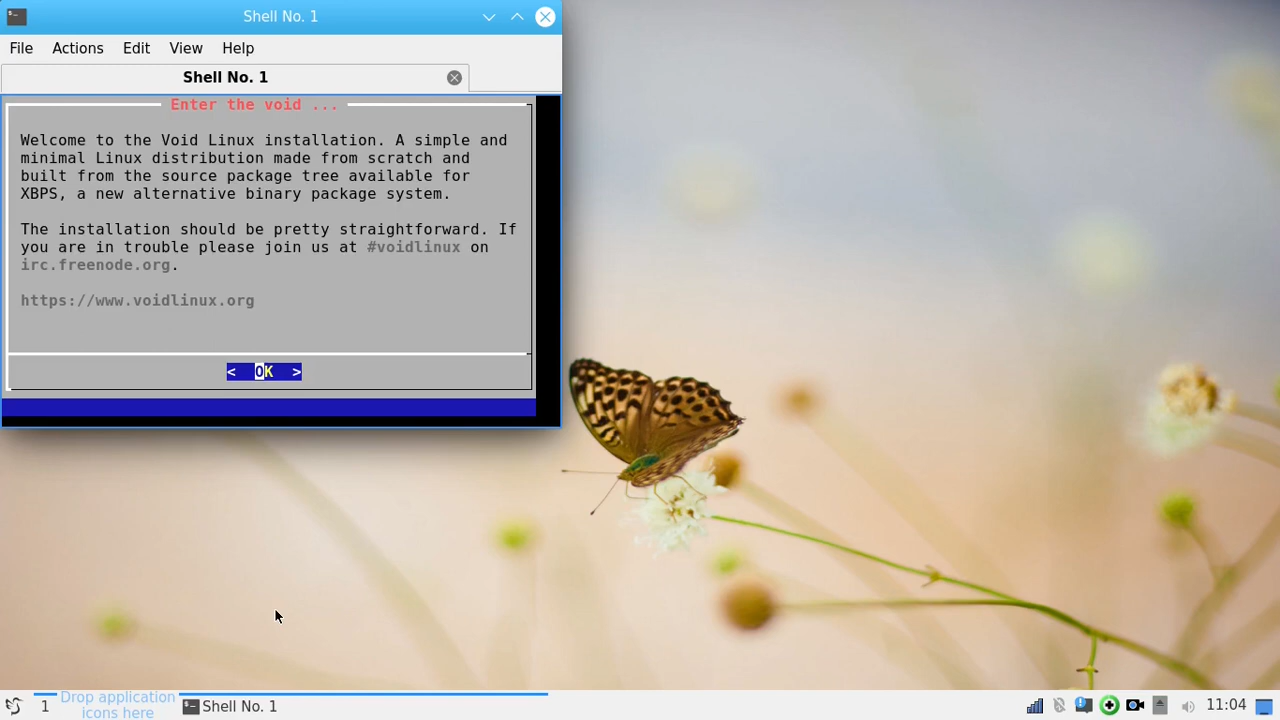 Shell No. 1
File Actions Edit View Help
Shell No. 1
Enter the void ...
Welcome to the Void Linux installation. A simple and
minimal Linux distribution made from scratch and
built from the source package tree available for
XBPS, a new alternative binary package system.
The installation should be pretty straightforward. If
you are in trouble please join us at #voidlinux on
irc.freenode.org.
https://www.voidlinux.org
< OK >
1
Drop application
icons here
Shell No. 1
11:04